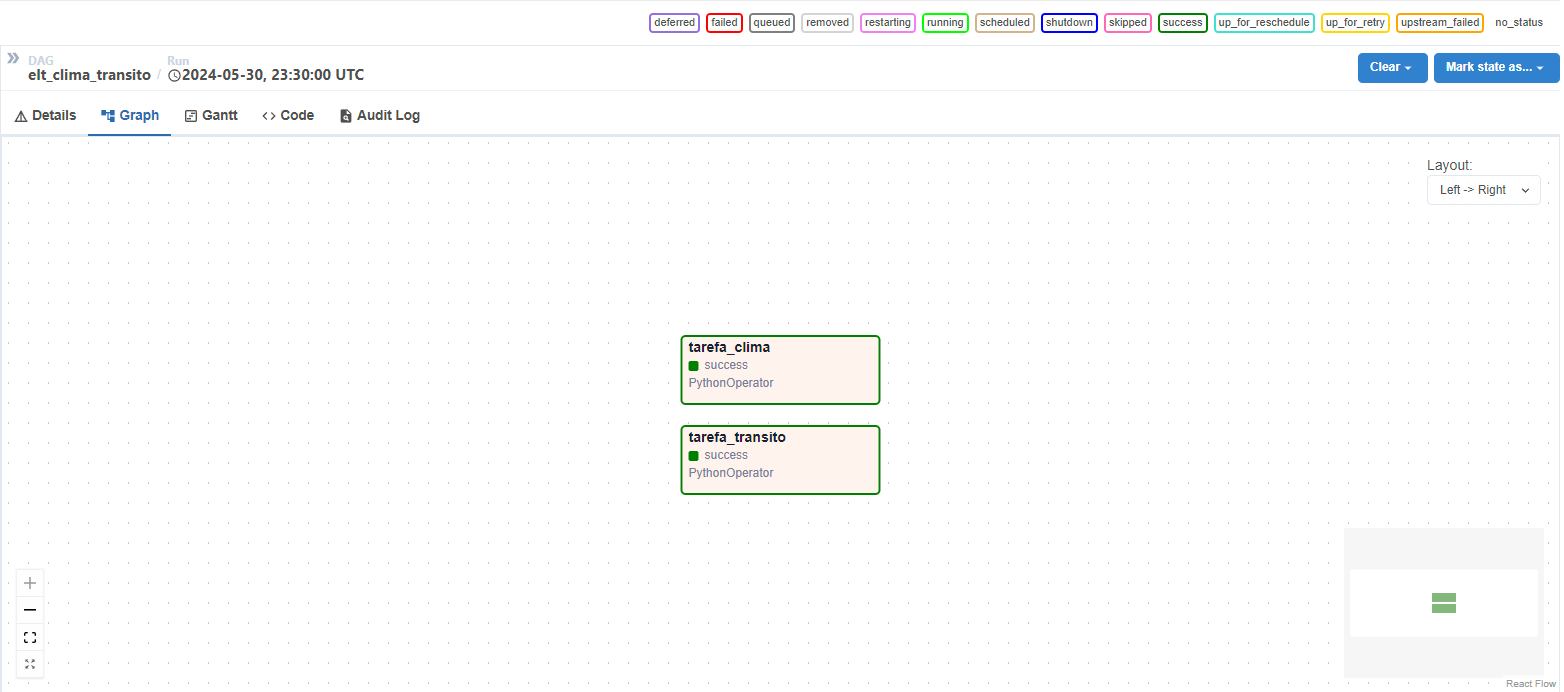 deferred failed queued removed restarting running scheduled shutdown skipped success up_for_reschedule up_for_retry upstream_failed no_status
DAG Run
elt_clima_transito / 2024-05-30, 23:30:00 UTC
Clear Mark state as...
Details Graph Gantt Code Audit Log
Layout:
Left -> Right
tarefa_clima
success
PythonOperator
tarefa_transito
success
PythonOperator
React Flow